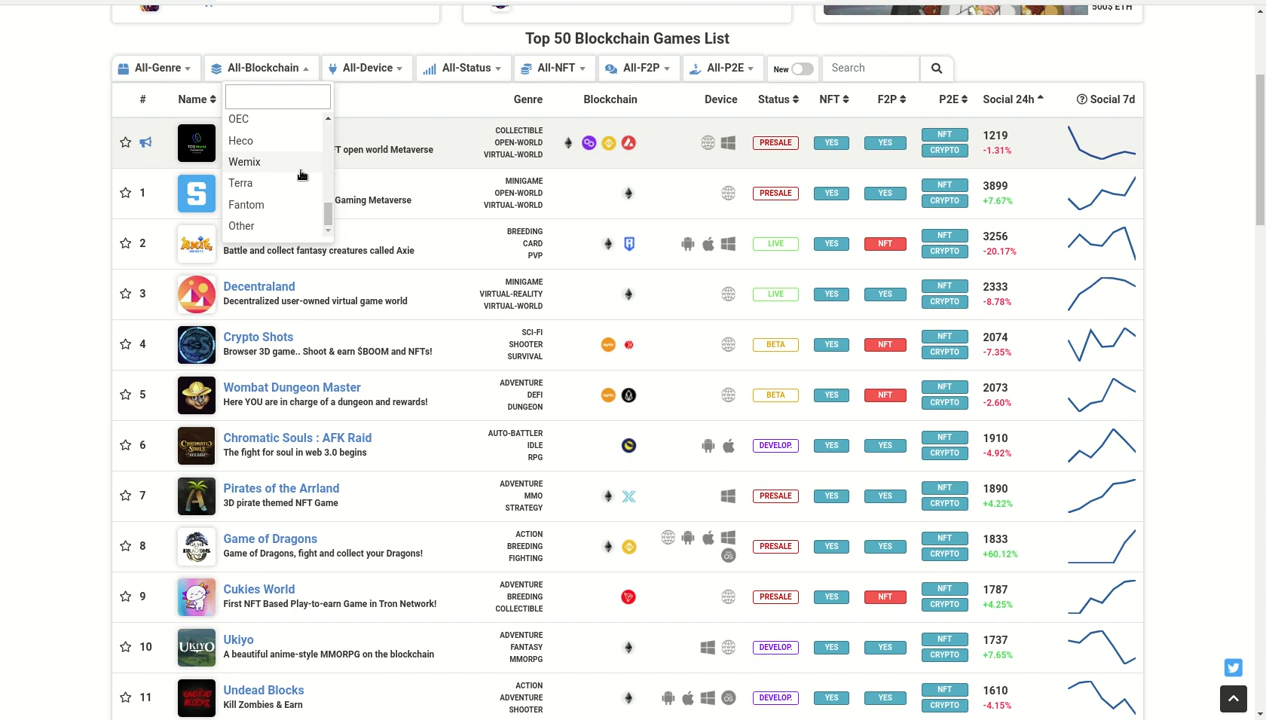 500$ ETH
Top 50 Blockchain Games List
All-Genre All-Blockchain All-Device All-Status All-NFT All-F2P All-P2E New Search
# Name Genre Blockchain Device Status NFT F2P P2E Social 24h Social 7d
OEC
Heco
Wemix
Terra
Fantom
Other
FT open world Metaverse
COLLECTIBLE
OPEN-WORLD
VIRTUAL-WORLD
PRESALE YES YES NFT CRYPTO 1219
-1.31%
1 Gaming Metaverse
MINIGAME
OPEN-WORLD
VIRTUAL-WORLD
PRESALE YES YES NFT CRYPTO 3899
+7.67%
2 Battle and collect fantasy creatures called Axie
BREEDING
CARD
PVP
LIVE YES NFT NFT CRYPTO 3256
-20.17%
3 Decentraland
Decentralized user-owned virtual game world
MINIGAME
VIRTUAL-REALITY
VIRTUAL-WORLD
LIVE YES YES NFT CRYPTO 2333
-8.78%
4 Crypto Shots
Browser 3D game.. Shoot & earn $BOOM and NFTs!
SCI-FI
SHOOTER
SURVIVAL
BETA YES NFT NFT CRYPTO 2074
-7.35%
5 Wombat Dungeon Master
Here YOU are in charge of a dungeon and rewards!
ADVENTURE
DEFI
DUNGEON
BETA YES NFT NFT CRYPTO 2073
-2.60%
6 Chromatic Souls : AFK Raid
The fight for soul in web 3.0 begins
AUTO-BATTLER
IDLE
RPG
DEVELOP. YES YES NFT CRYPTO 1910
-4.92%
7 Pirates of the Arrland
3D pirate themed NFT Game
ADVENTURE
MMO
STRATEGY
PRESALE YES YES NFT CRYPTO 1890
+4.22%
8 Game of Dragons
Game of Dragons, fight and collect your Dragons!
ACTION
BREEDING
FIGHTING
PRESALE YES YES NFT CRYPTO 1833
+60.12%
9 Cukies World
First NFT Based Play-to-earn Game in Tron Network!
ADVENTURE
BREEDING
COLLECTIBLE
PRESALE YES NFT NFT CRYPTO 1787
+4.25%
10 UKIYO Ukiyo
A beautiful anime-style MMORPG on the blockchain
ADVENTURE
FANTASY
MMORPG
DEVELOP. YES YES NFT CRYPTO 1737
+7.65%
11 Undead Blocks
Kill Zombies & Earn
ACTION
ADVENTURE
SHOOTER
DEVELOP. YES YES NFT CRYPTO 1610
-4.15%